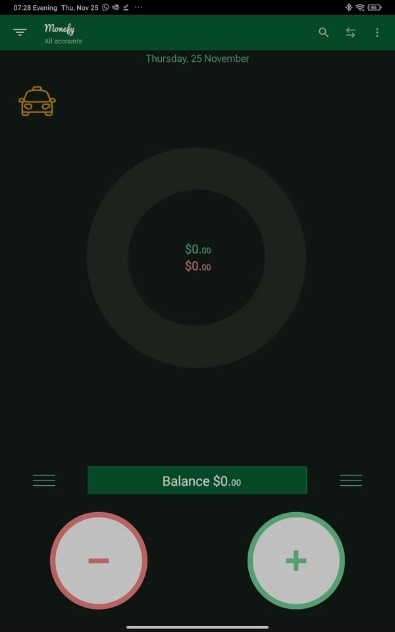 07:28 Evening Thu, Nov 25
Monefy
All accounts
Thursday, 25 November
$0.00
$0.00
Balance $0.00